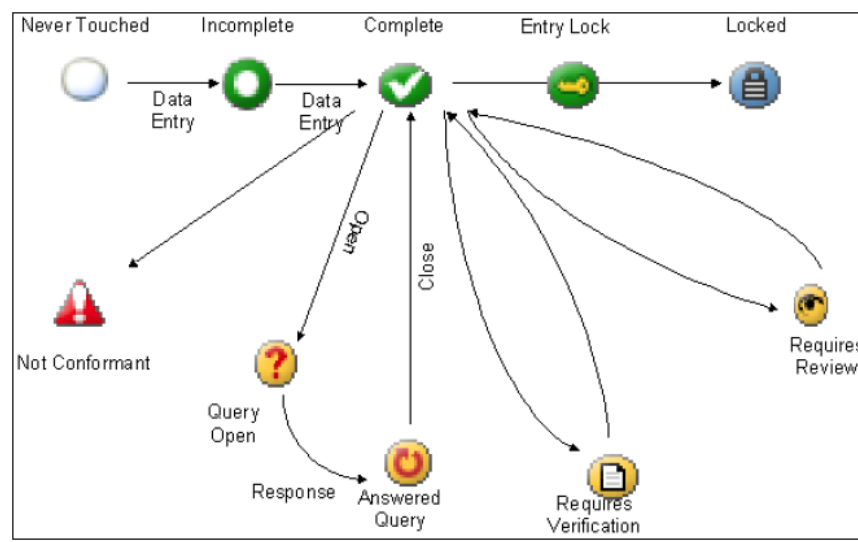 Never Touched
Incomplete
Complete
Entry Lock
Locked
Data
Entry
Data
Entry
Open
Close
Not Conformant
Query
Open
Response
Answered
Query
Requires
Verification
Requires
Review
?